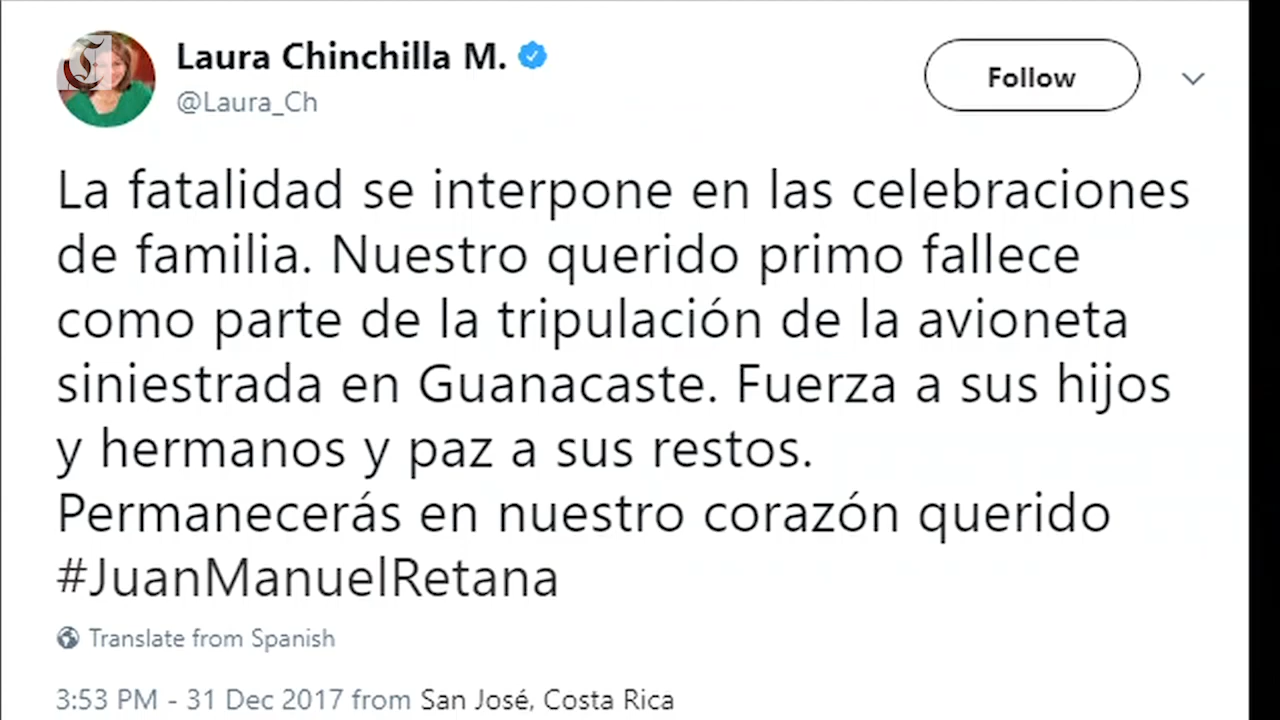 Laura Chinchilla M.
@Laura_Ch
Follow
La fatalidad se interpone en las celebraciones
de familia. Nuestro querido primo fallece
como parte de la tripulación de la avioneta
siniestrada en Guanacaste. Fuerza a sus hijos
y hermanos y paz a sus restos.
Permanecerás en nuestro corazón querido
#JuanManuelRetana
Translate from Spanish
3:53 PM - 31 Dec 2017 from San José, Costa Rica